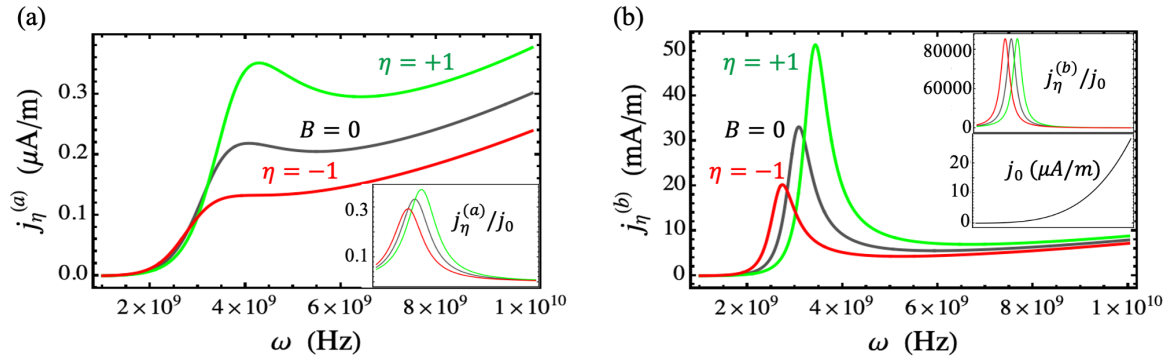 (a)
j_η^(a) (μA/m)
0.3
0.2
0.1
0.0
η = +1
B = 0
η = −1
0.3
0.1
j_η^(a)/j_0
2×10^9
4×10^9
6×10^9
8×10^9
1×10^10
ω (Hz)
(b)
j_η^(b) (mA/m)
50
40
30
20
10
0
η = +1
B = 0
η = −1
80000
60000
0
j_η^(b)/j_0
20
10
0
j_0 (μA/m)
2×10^9
4×10^9
6×10^9
8×10^9
1×10^10
ω (Hz)